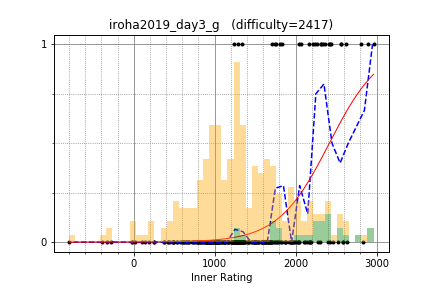 iroha2019_day3_g (difficulty=2417)
1
0
0 1000 2000 3000
Inner Rating